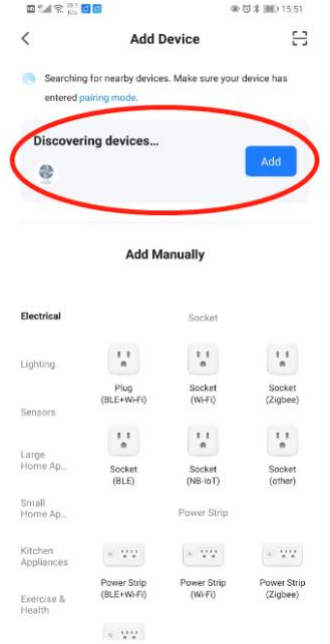 15:51
Add Device
Searching for nearby devices. Make sure your device has
entered pairing mode.
Discovering devices...
Add
Add Manually
Electrical
Socket
Lighting
Plug
(BLE+Wi-Fi)
Socket
(Wi-Fi)
Socket
(Zigbee)
Sensors
Large
Home Ap...
Socket
(BLE)
Socket
(NB-IoT)
Socket
(other)
Small
Home Ap...
Power Strip
Kitchen
Appliances
Power Strip
(BLE+Wi-Fi)
Power Strip
(Wi-Fi)
Power Strip
(Zigbee)
Exercise &
Health